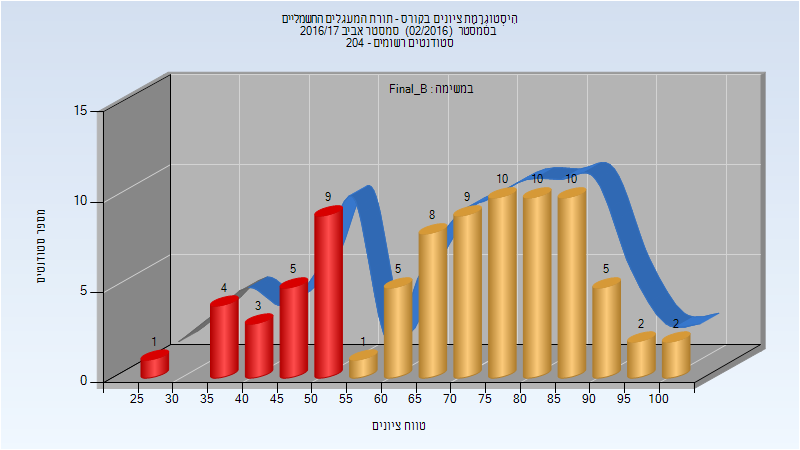 היסטוגרמת ציונים בקורס - תורת המעגלים החשמליים
בסמסטר (02/2016) סמסטר אביב 2016/17
סטודנטים רשומים - 204
במשימה : Final_B
מספר סטודנטים
15
10
5
0
1
4
3
5
9
1
5
8
9
10
10
10
5
2
2
25 30 35 40 45 50 55 60 65 70 75 80 85 90 95 100
טווח ציונים